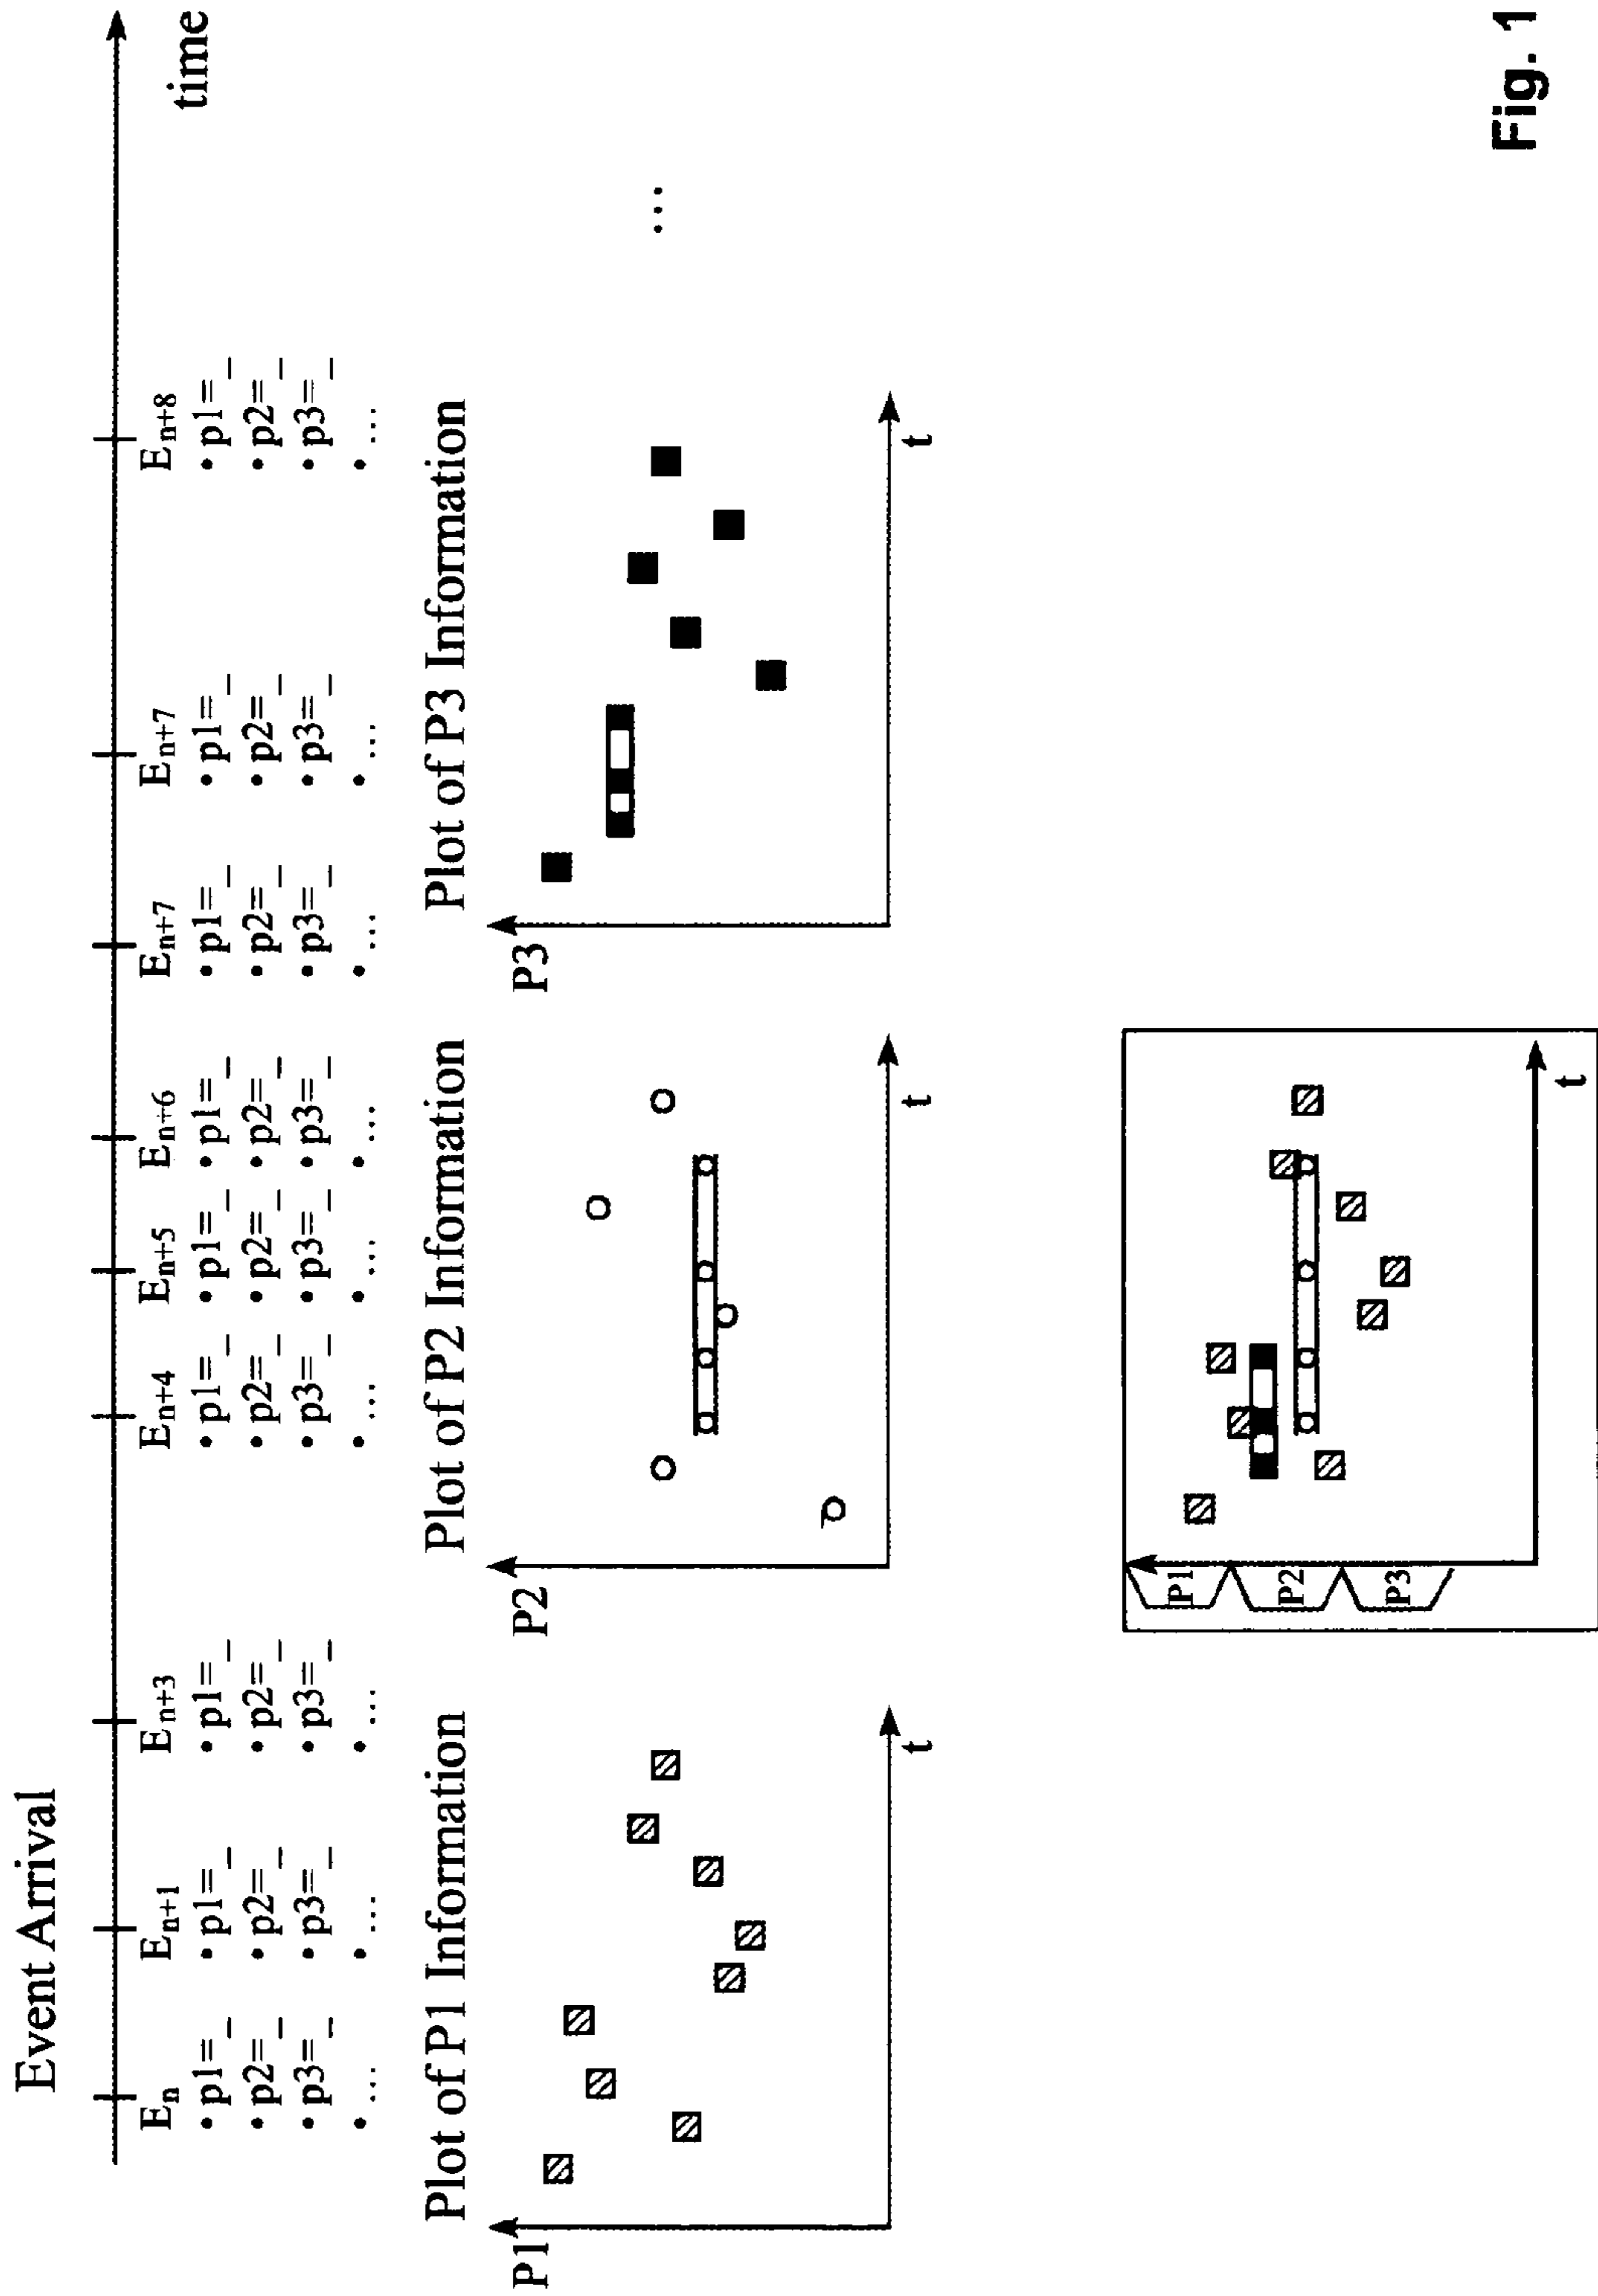 Event Arrival
time
Eₙ Eₙ₊₁ Eₙ₊₃ Eₙ₊₄ Eₙ₊₅ Eₙ₊₆ Eₙ₊₇ Eₙ₊₇ Eₙ₊₈
• p1= _ • p1= _ • p1= _ • p1= _ • p1= _ • p1= _ • p1= _ • p1= _ • p1= _
• p2= _ • p2= _ • p2= _ • p2= _ • p2= _ • p2= _ • p2= _ • p2= _ • p2= _
• p3= _ • p3= _ • p3= _ • p3= _ • p3= _ • p3= _ • p3= _ • p3= _ • p3= _
• ... • ... • ... • ... • ... • ... • ... • ... • ...
Plot of P1 Information
P1
t
Plot of P2 Information
P2
t
Plot of P3 Information
P3
t
...
P1
P2
P3
t
Fig. 1